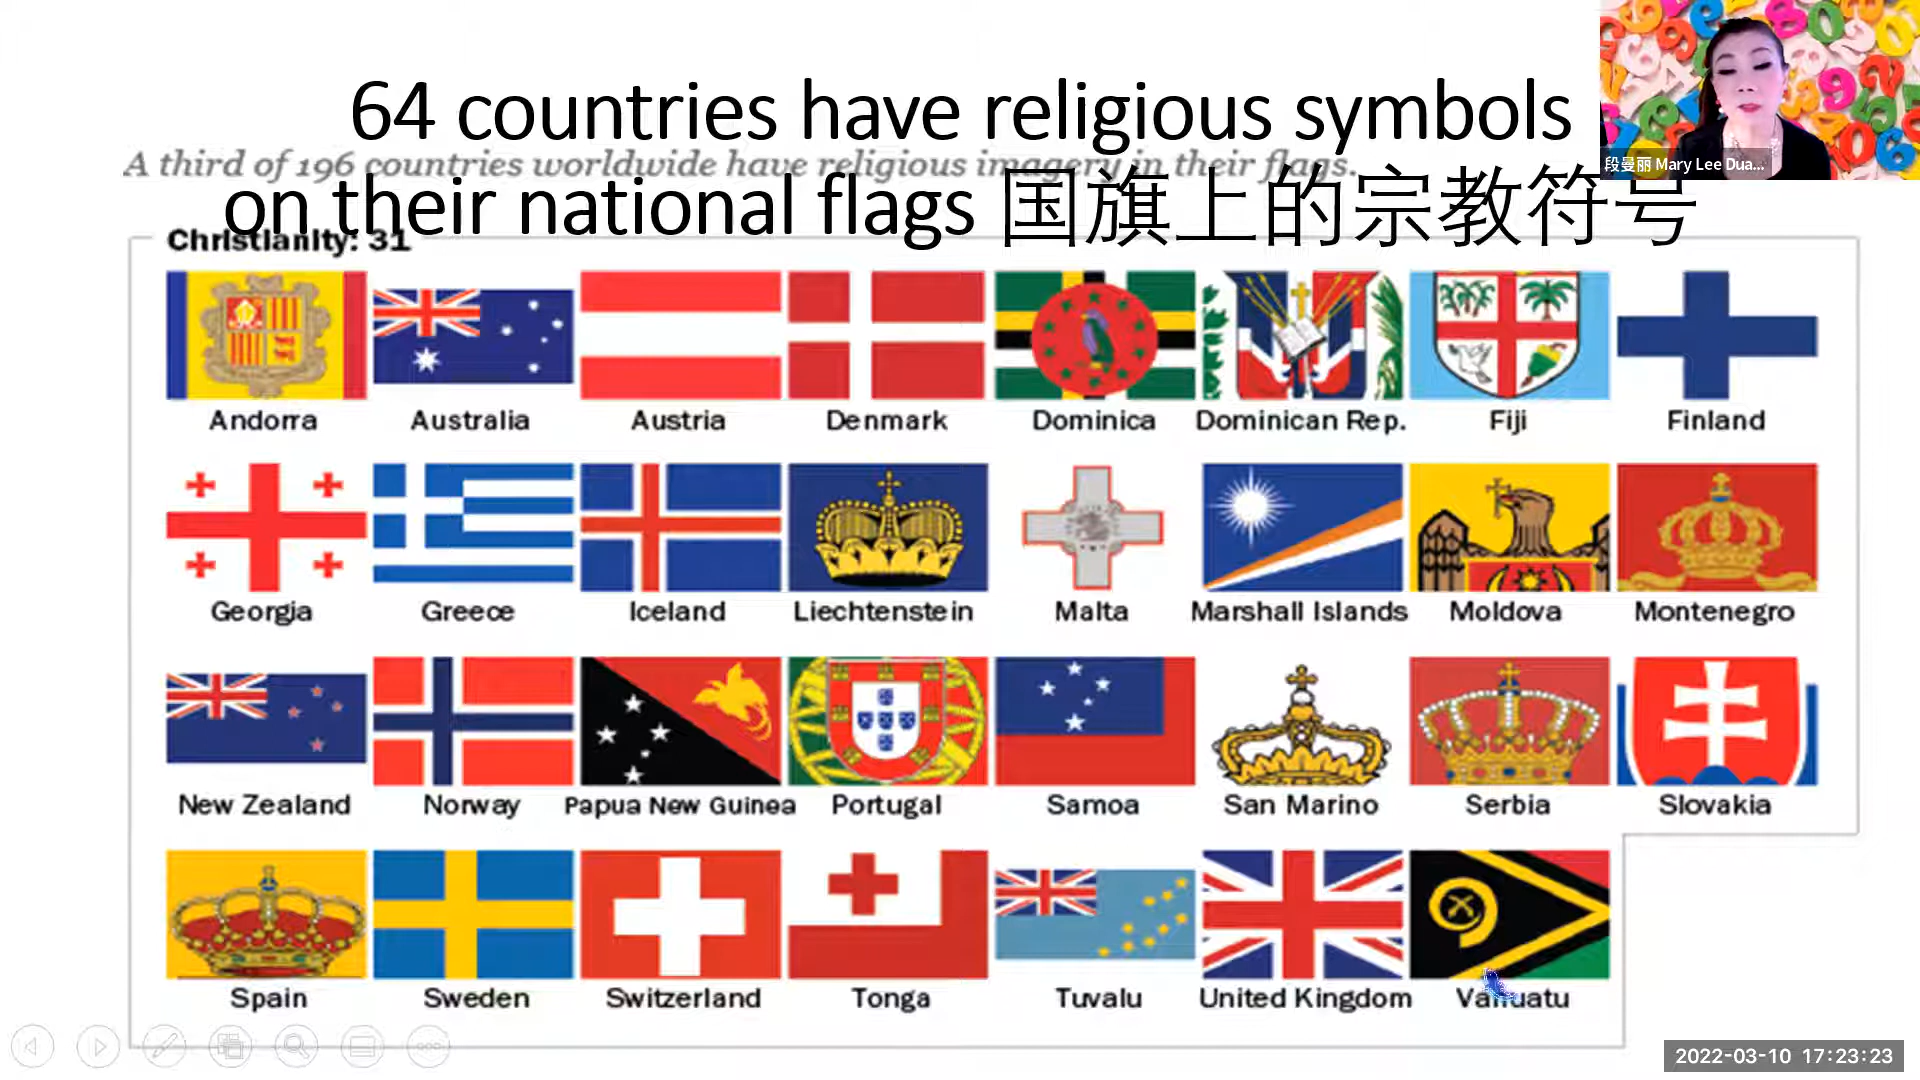 64 countries have religious symbols
A third of 196 countries worldwide have religious imagery in their flags.
on their national flags 国旗上的宗教符号
段曼丽 Mary Lee Dua...
Christianity: 31
Andorra Australia Austria Denmark Dominica Dominican Rep. Fiji Finland
Georgia Greece Iceland Liechtenstein Malta Marshall Islands Moldova Montenegro
New Zealand Norway Papua New Guinea Portugal Samoa San Marino Serbia Slovakia
Spain Sweden Switzerland Tonga Tuvalu United Kingdom Vanuatu
2022-03-10 17:23:23